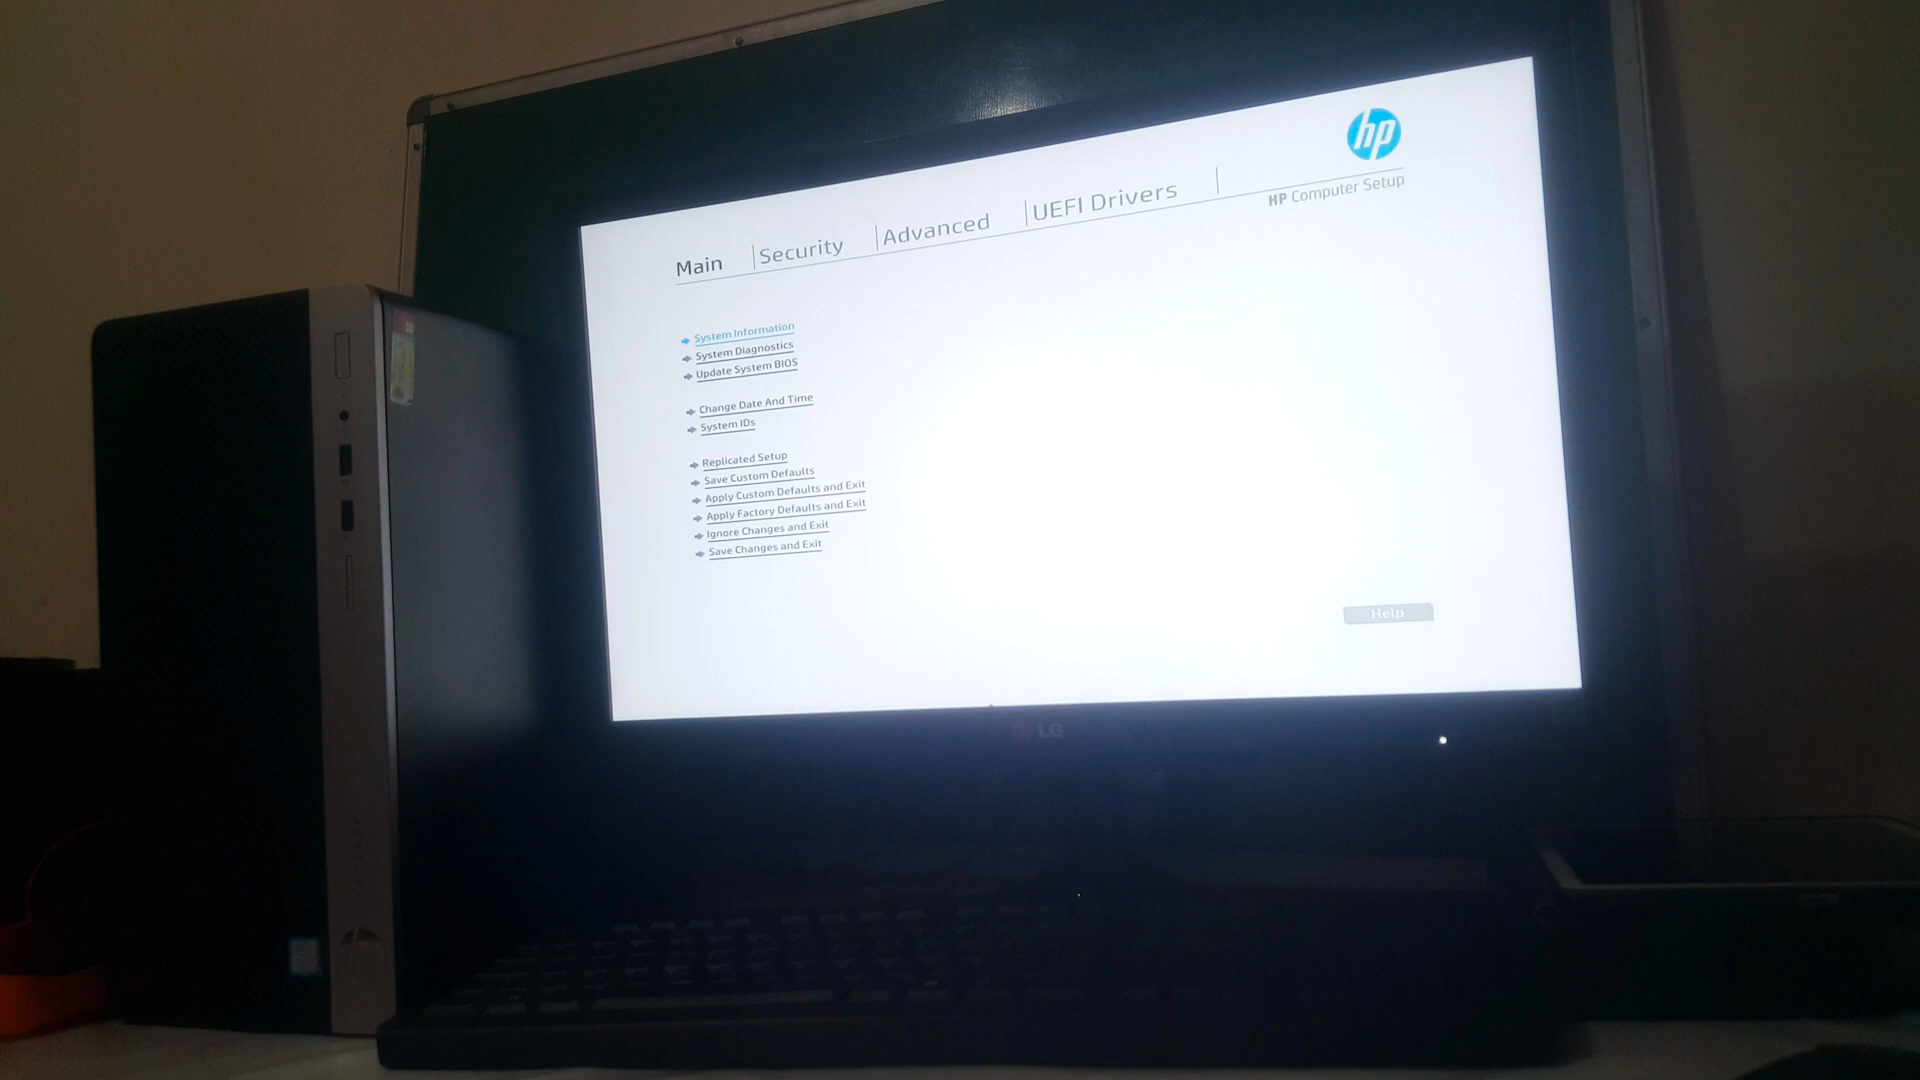 hp
HP Computer Setup
Main
Security
Advanced
UEFI Drivers
System Information
System Diagnostics
Update System BIOS
Change Date And Time
System IDs
Replicated Setup
Save Custom Defaults
Apply Custom Defaults and Exit
Apply Factory Defaults and Exit
Ignore Changes and Exit
Save Changes and Exit
Help
LG